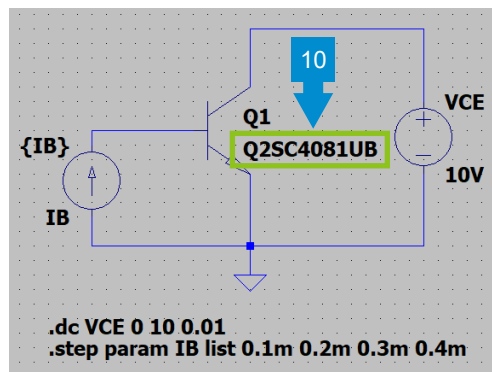 10
Q1
VCE
{IB}
Q2SC4081UB
10V
IB
.dc VCE 0 10 0.01
.step param IB list 0.1m 0.2m 0.3m 0.4m